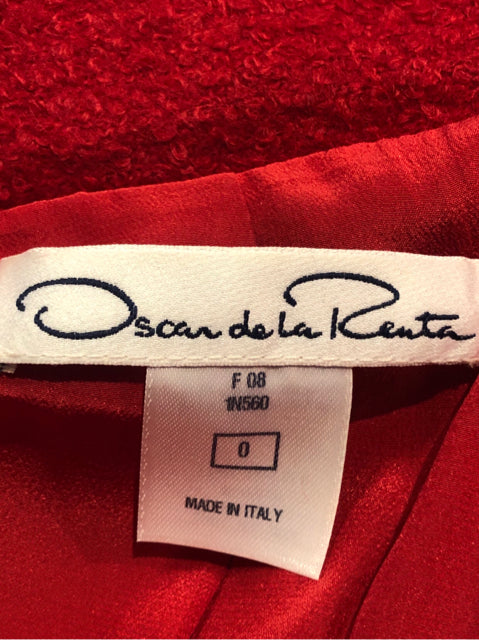 Oscar de la Renta
F 08
1N560
0
MADE IN ITALY